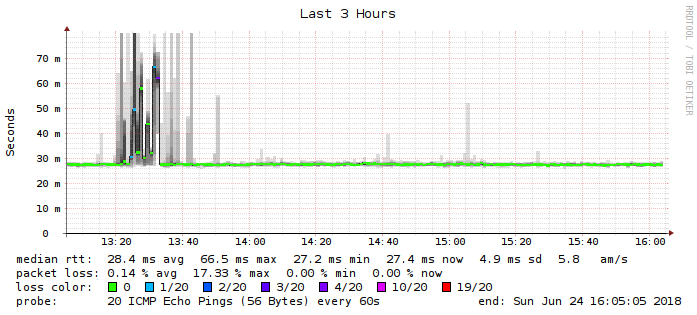 Last 3 Hours
RRDTOOL / TOBI OETIKER
Seconds
70 m
60 m
50 m
40 m
30 m
20 m
10 m
0
13:20 13:40 14:00 14:20 14:40 15:00 15:20 15:40 16:00
median rtt: 28.4 ms avg 66.5 ms max 27.2 ms min 27.4 ms now 4.9 ms sd 5.8 am/s
packet loss: 0.14 % avg 17.33 % max 0.00 % min 0.00 % now
loss color: 0 1/20 2/20 3/20 4/20 10/20 19/20
probe: 20 ICMP Echo Pings (56 Bytes) every 60s end: Sun Jun 24 16:05:05 2018